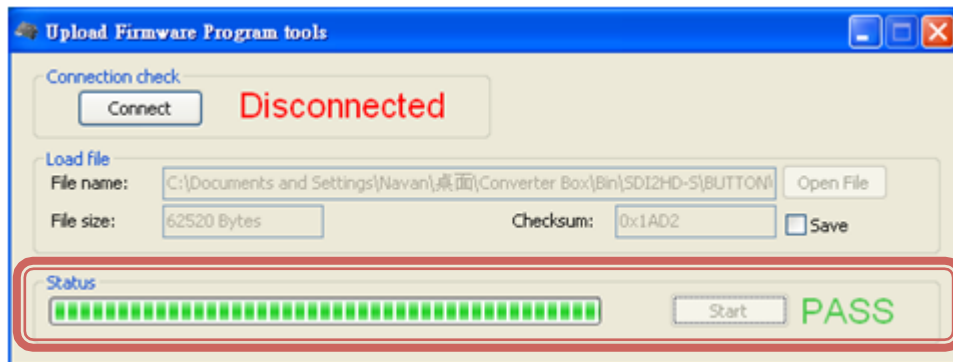 Upload Firmware Program tools
Connection check
Connect Disconnected
Load file
File name: C:\Documents and Settings\Navan\桌面\Converter Box\Bin\SDI2HD-S\BUTTON\ Open File
File size: 62520 Bytes Checksum: 0x1AD2 Save
Status
Start PASS